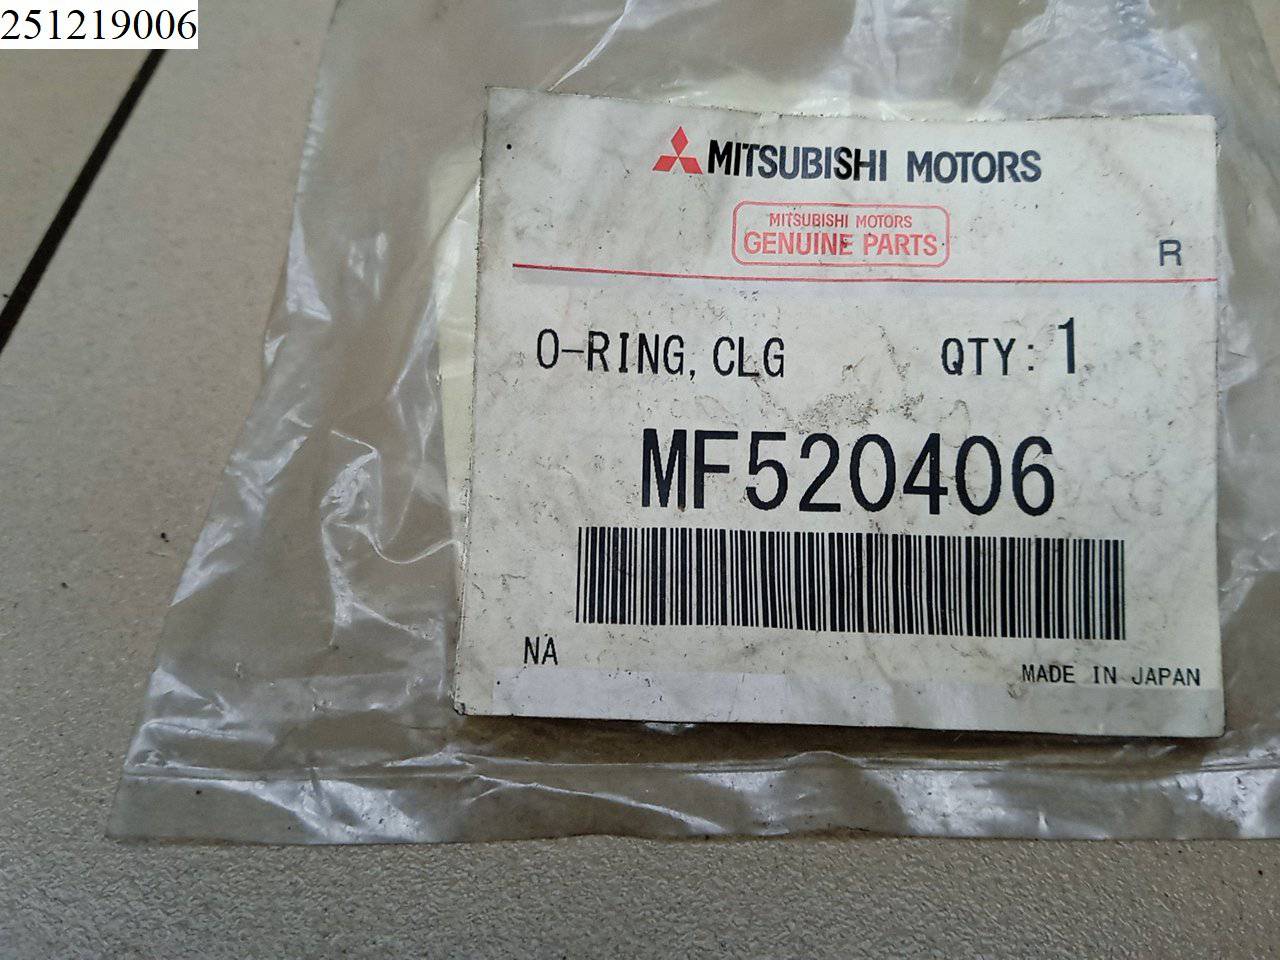 251219006
MITSUBISHI MOTORS
MITSUBISHI MOTORS
GENUINE PARTS
R
O-RING, CLG QTY: 1
MF520406
NA
MADE IN JAPAN